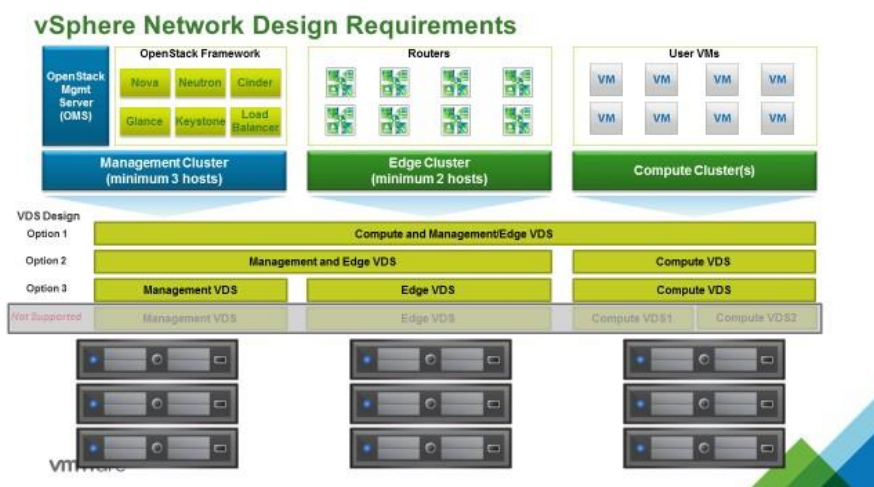 vSphere Network Design Requirements
OpenStack Framework
Routers
User VMs
OpenStack
Mgmt
Server
(OMS)
Nova
Neutron
Cinder
Glance
Keystone
Load
Balancer
VM
VM
VM
VM
VM
VM
VM
VM
Management Cluster
(minimum 3 hosts)
Edge Cluster
(minimum 2 hosts)
Compute Cluster(s)
VDS Design
Option 1
Compute and Management/Edge VDS
Option 2
Management and Edge VDS
Compute VDS
Option 3
Management VDS
Edge VDS
Compute VDS
Not Supported
Management VDS
Edge VDS
Compute VDS1
Compute VDS2
vmware